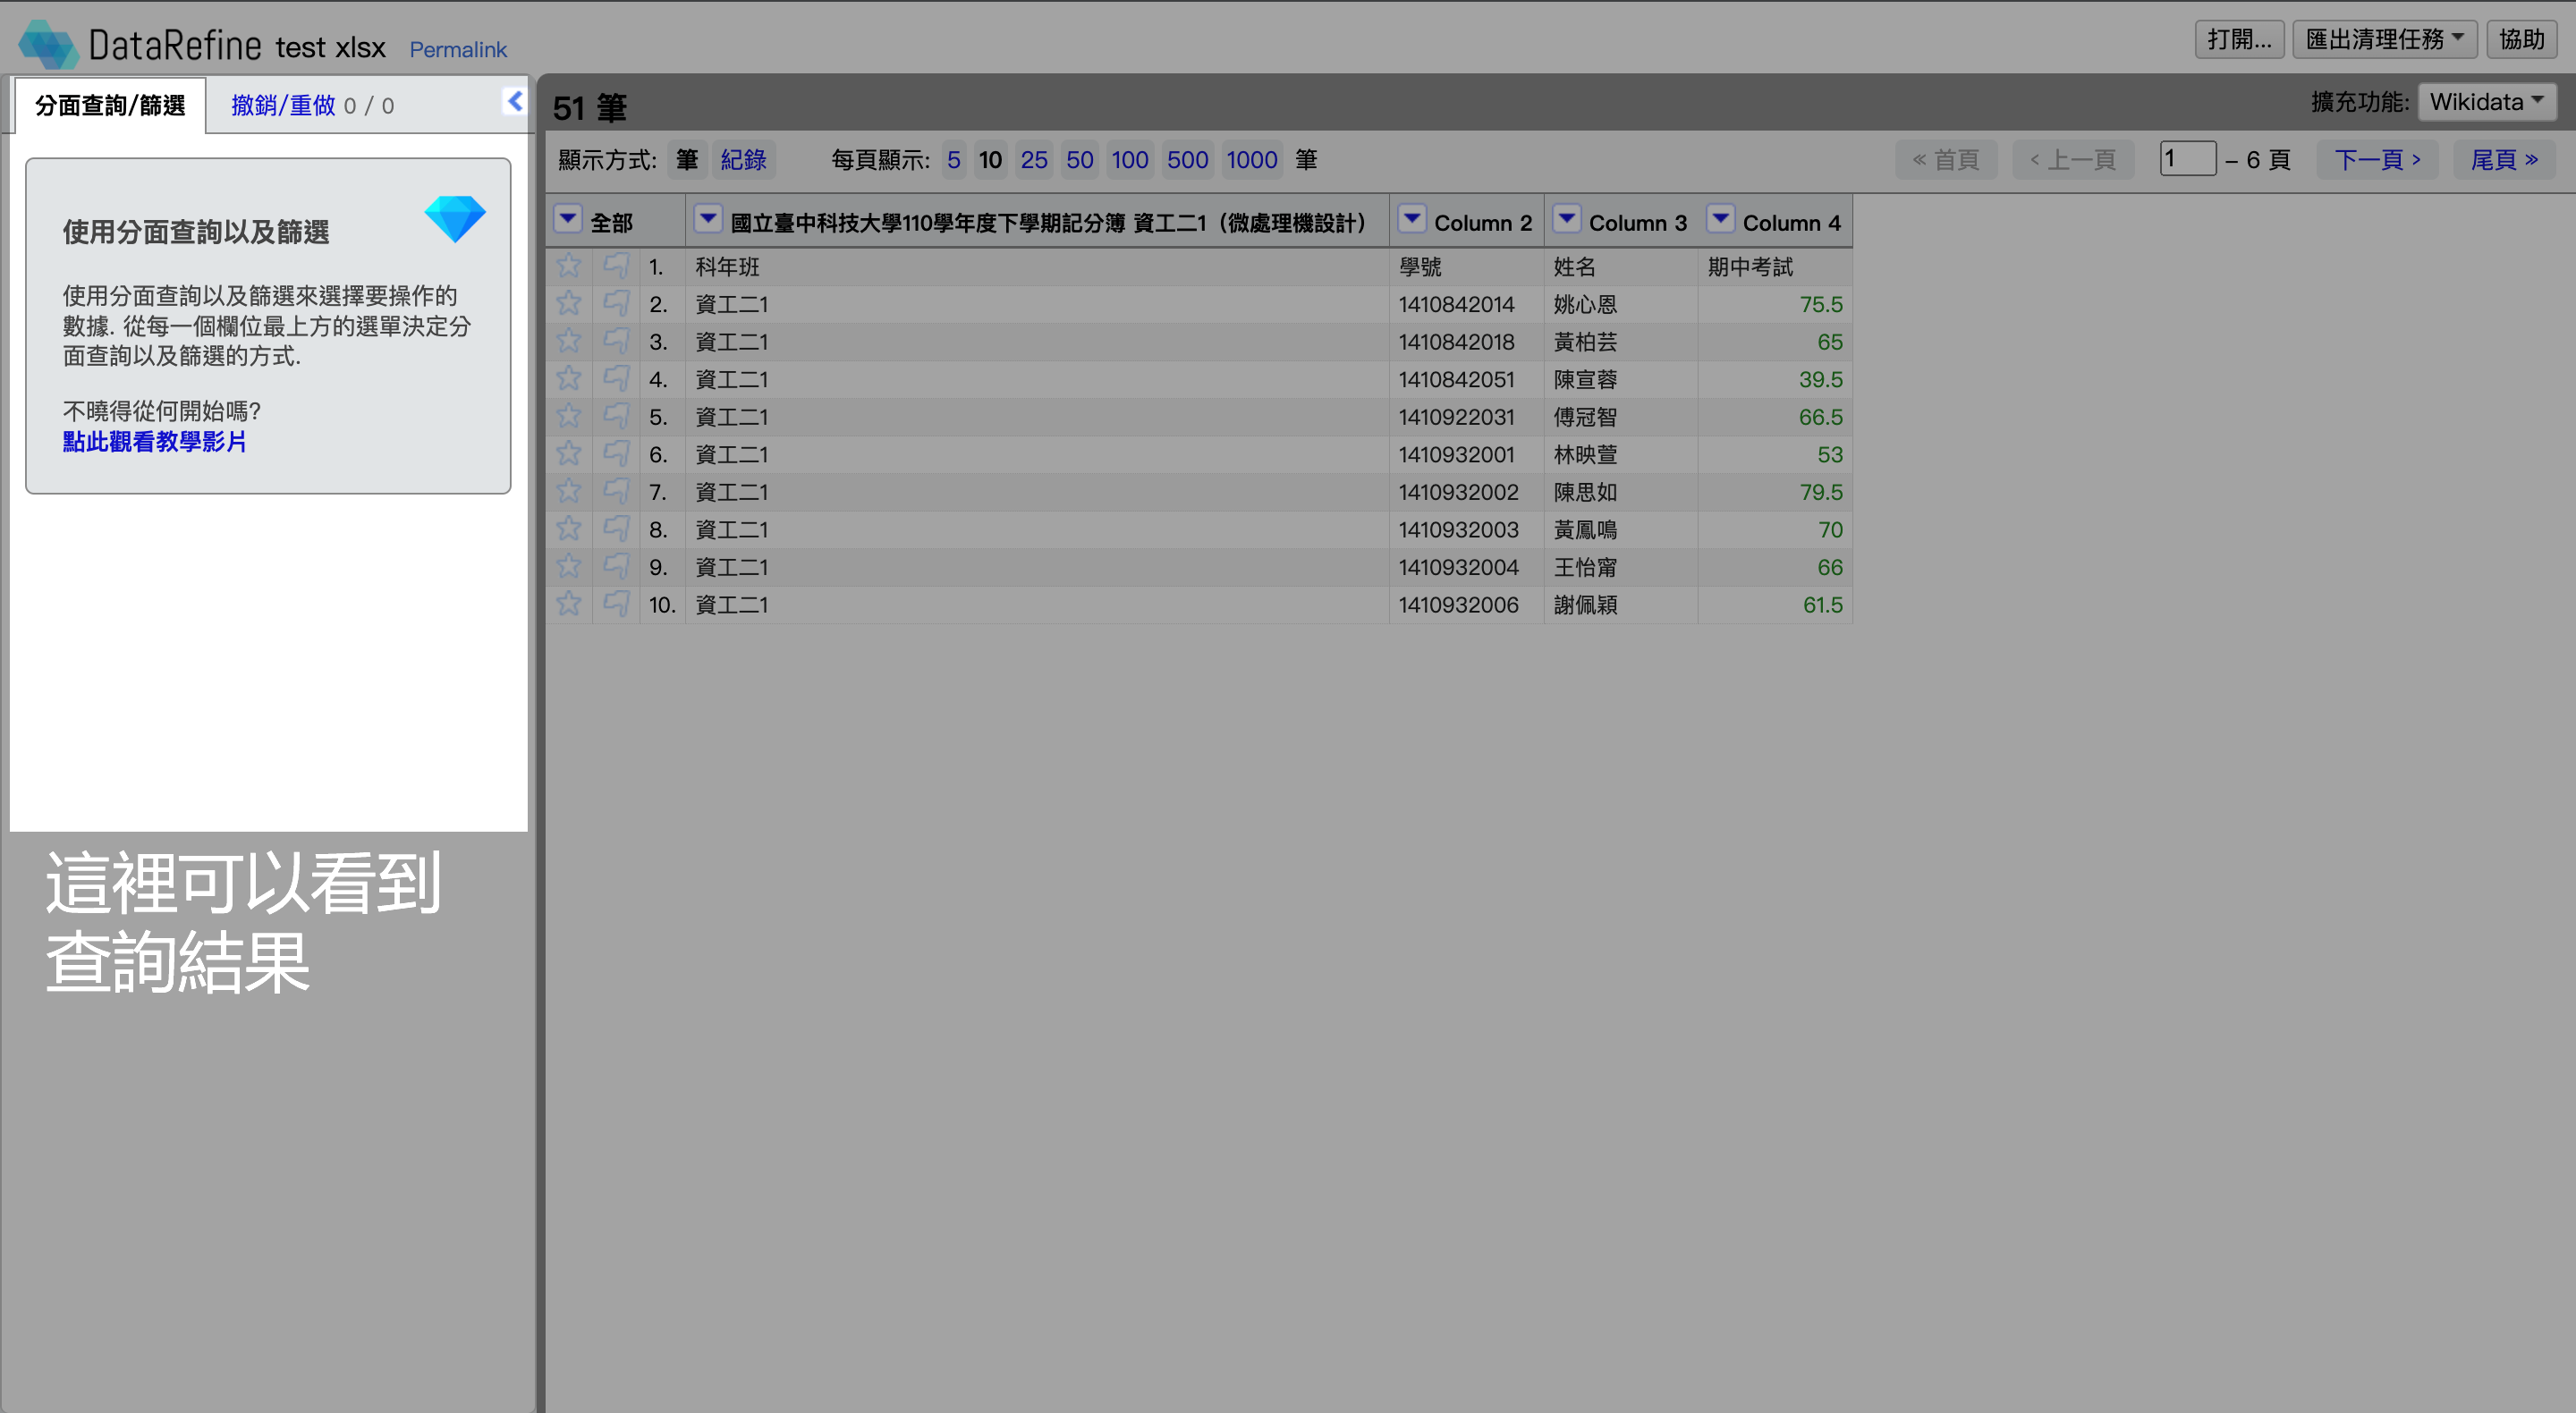 DataRefine test xlsx Permalink
打開... 匯出清理任務 協助
分面查詢/篩選 撤銷/重做 0 / 0
使用分面查詢以及篩選
使用分面查詢以及篩選來選擇要操作的
數據. 從每一個欄位最上方的選單決定分
面查詢以及篩選的方式.
不曉得從何開始嗎?
點此觀看教學影片
這裡可以看到
查詢結果
51 筆
擴充功能: Wikidata
顯示方式: 筆 紀錄 每頁顯示: 5 10 25 50 100 500 1000 筆
« 首頁 ‹ 上一頁 1 – 6 頁 下一頁 › 尾頁 »
全部 國立臺中科技大學110學年度下學期記分簿 資工二1（微處理機設計） Column 2 Column 3 Column 4
1. 科年班 學號 姓名 期中考試
2. 資工二1 1410842014 姚心恩 75.5
3. 資工二1 1410842018 黃柏芸 65
4. 資工二1 1410842051 陳宣蓉 39.5
5. 資工二1 1410922031 傅冠智 66.5
6. 資工二1 1410932001 林映萱 53
7. 資工二1 1410932002 陳思如 79.5
8. 資工二1 1410932003 黃鳳鳴 70
9. 資工二1 1410932004 王怡甯 66
10. 資工二1 1410932006 謝佩穎 61.5